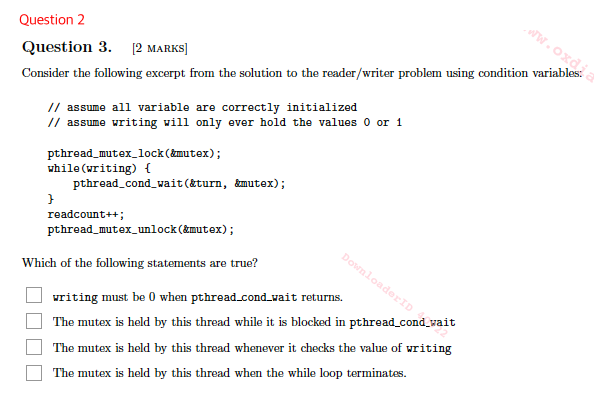 Question 2
Question 3. [2 MARKS]
Consider the following excerpt from the solution to the reader/writer problem using condition variables:
// assume all variable are correctly initialized
// assume writing will only ever hold the values 0 or 1
pthread_mutex_lock(&mutex);
while(writing) {
pthread_cond_wait(&turn, &mutex);
}
readcount++;
pthread_mutex_unlock(&mutex);
Which of the following statements are true?
writing must be 0 when pthread_cond_wait returns.
The mutex is held by this thread while it is blocked in pthread_cond_wait
The mutex is held by this thread whenever it checks the value of writing
The mutex is held by this thread when the while loop terminates.